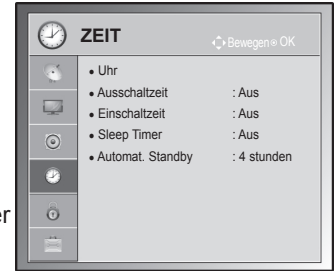 ZEIT
Bewegen OK
• Uhr
• Ausschaltzeit : Aus
• Einschaltzeit : Aus
• Sleep Timer : Aus
• Automat. Standby : 4 stunden
er